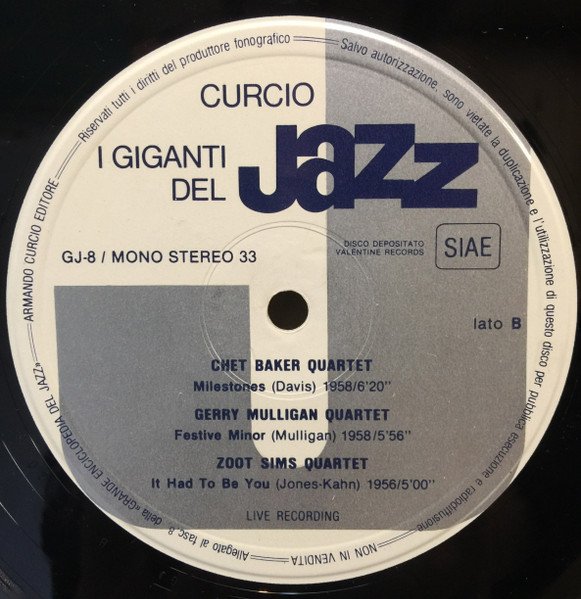 Riservati tutti i diritti del produttore fonografico — Salvo autorizzazione, sono vietate la duplicazione e l'utilizzazione di questo disco per pubblica esecuzione e radiodiffusione
CURCIO
I GIGANTI
DEL
Jazz
GJ-8 / MONO STEREO 33
DISCO DEPOSITATO
VALENTINE RECORDS
SIAE
lato B
CHET BAKER QUARTET
Milestones (Davis) 1958/6'20"
GERRY MULLIGAN QUARTET
Festive Minor (Mulligan) 1958/5'56"
ZOOT SIMS QUARTET
It Had To Be You (Jones-Kahn) 1956/5'00"
LIVE RECORDING
NON IN VENDITA — Allegato al fasc. 8 della «GRANDE ENCICLOPEDIA DEL JAZZ» — ARMANDO CURCIO EDITORE